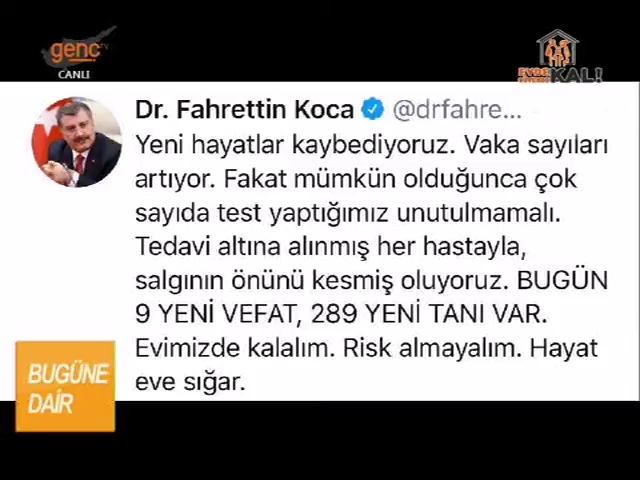 genç TV
CANLI
EVDE KAL!
Dr. Fahrettin Koca @drfahre...
Yeni hayatlar kaybediyoruz. Vaka sayıları
artıyor. Fakat mümkün olduğunca çok
sayıda test yaptığımız unutulmamalı.
Tedavi altına alınmış her hastayla,
salgının önünü kesmiş oluyoruz. BUGÜN
9 YENİ VEFAT, 289 YENİ TANI VAR.
Evimizde kalalım. Risk almayalım. Hayat
eve sığar.
BUGÜNE
DAİR